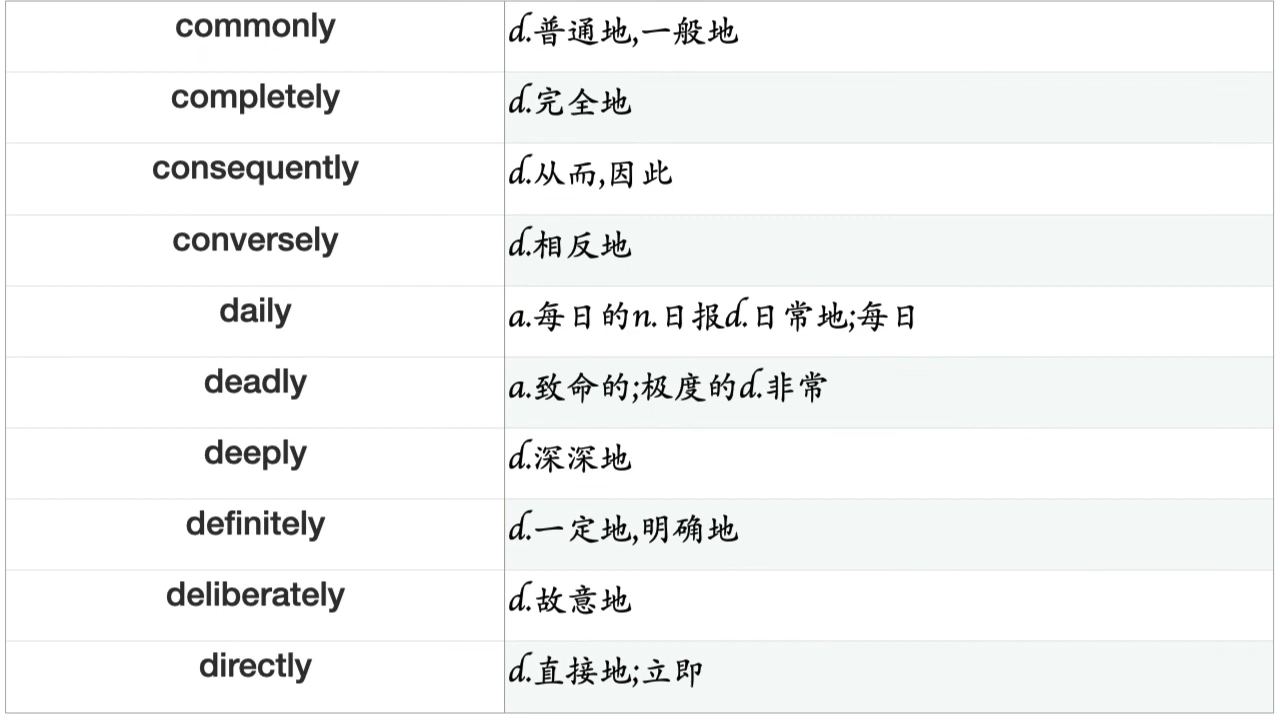 commonly d.普通地,一般地
completely d.完全地
consequently d.从而,因此
conversely d.相反地
daily a.每日的n.日报d.日常地;每日
deadly a.致命的;极度的d.非常
deeply d.深深地
definitely d.一定地,明确地
deliberately d.故意地
directly d.直接地;立即